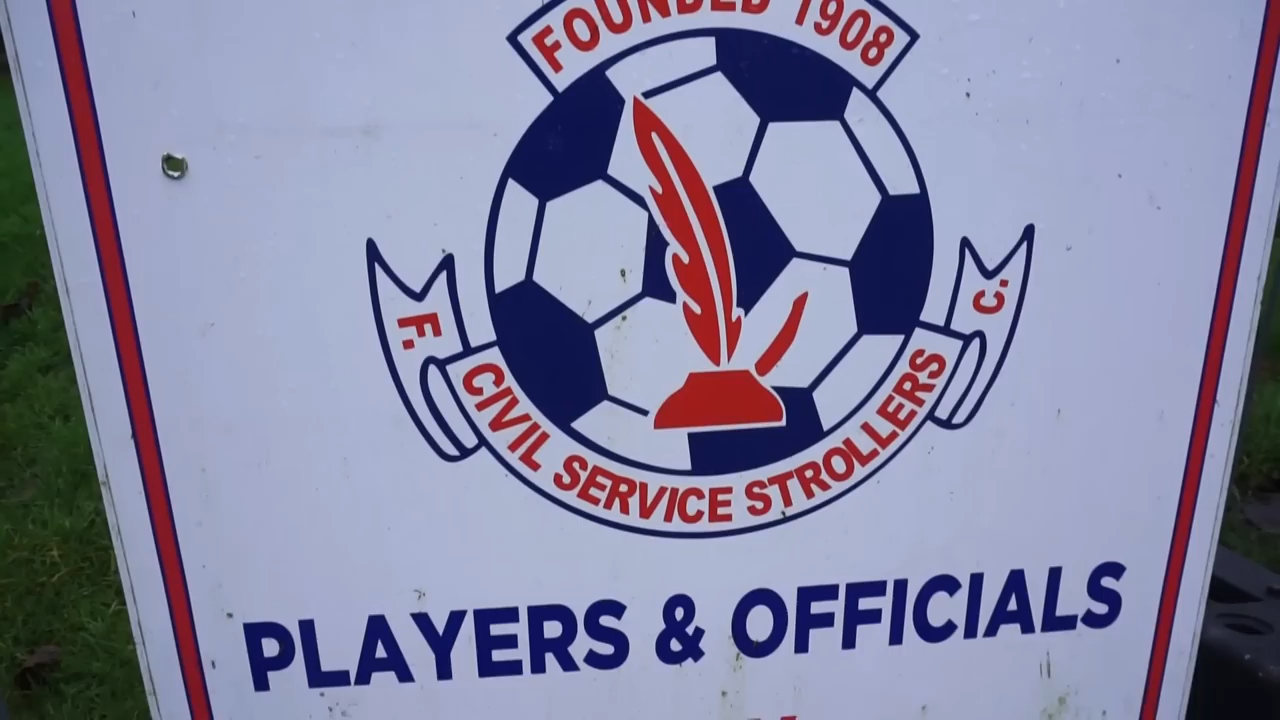 FOUNDED 1908
F. CIVIL SERVICE STROLLERS C.
PLAYERS & OFFICIALS